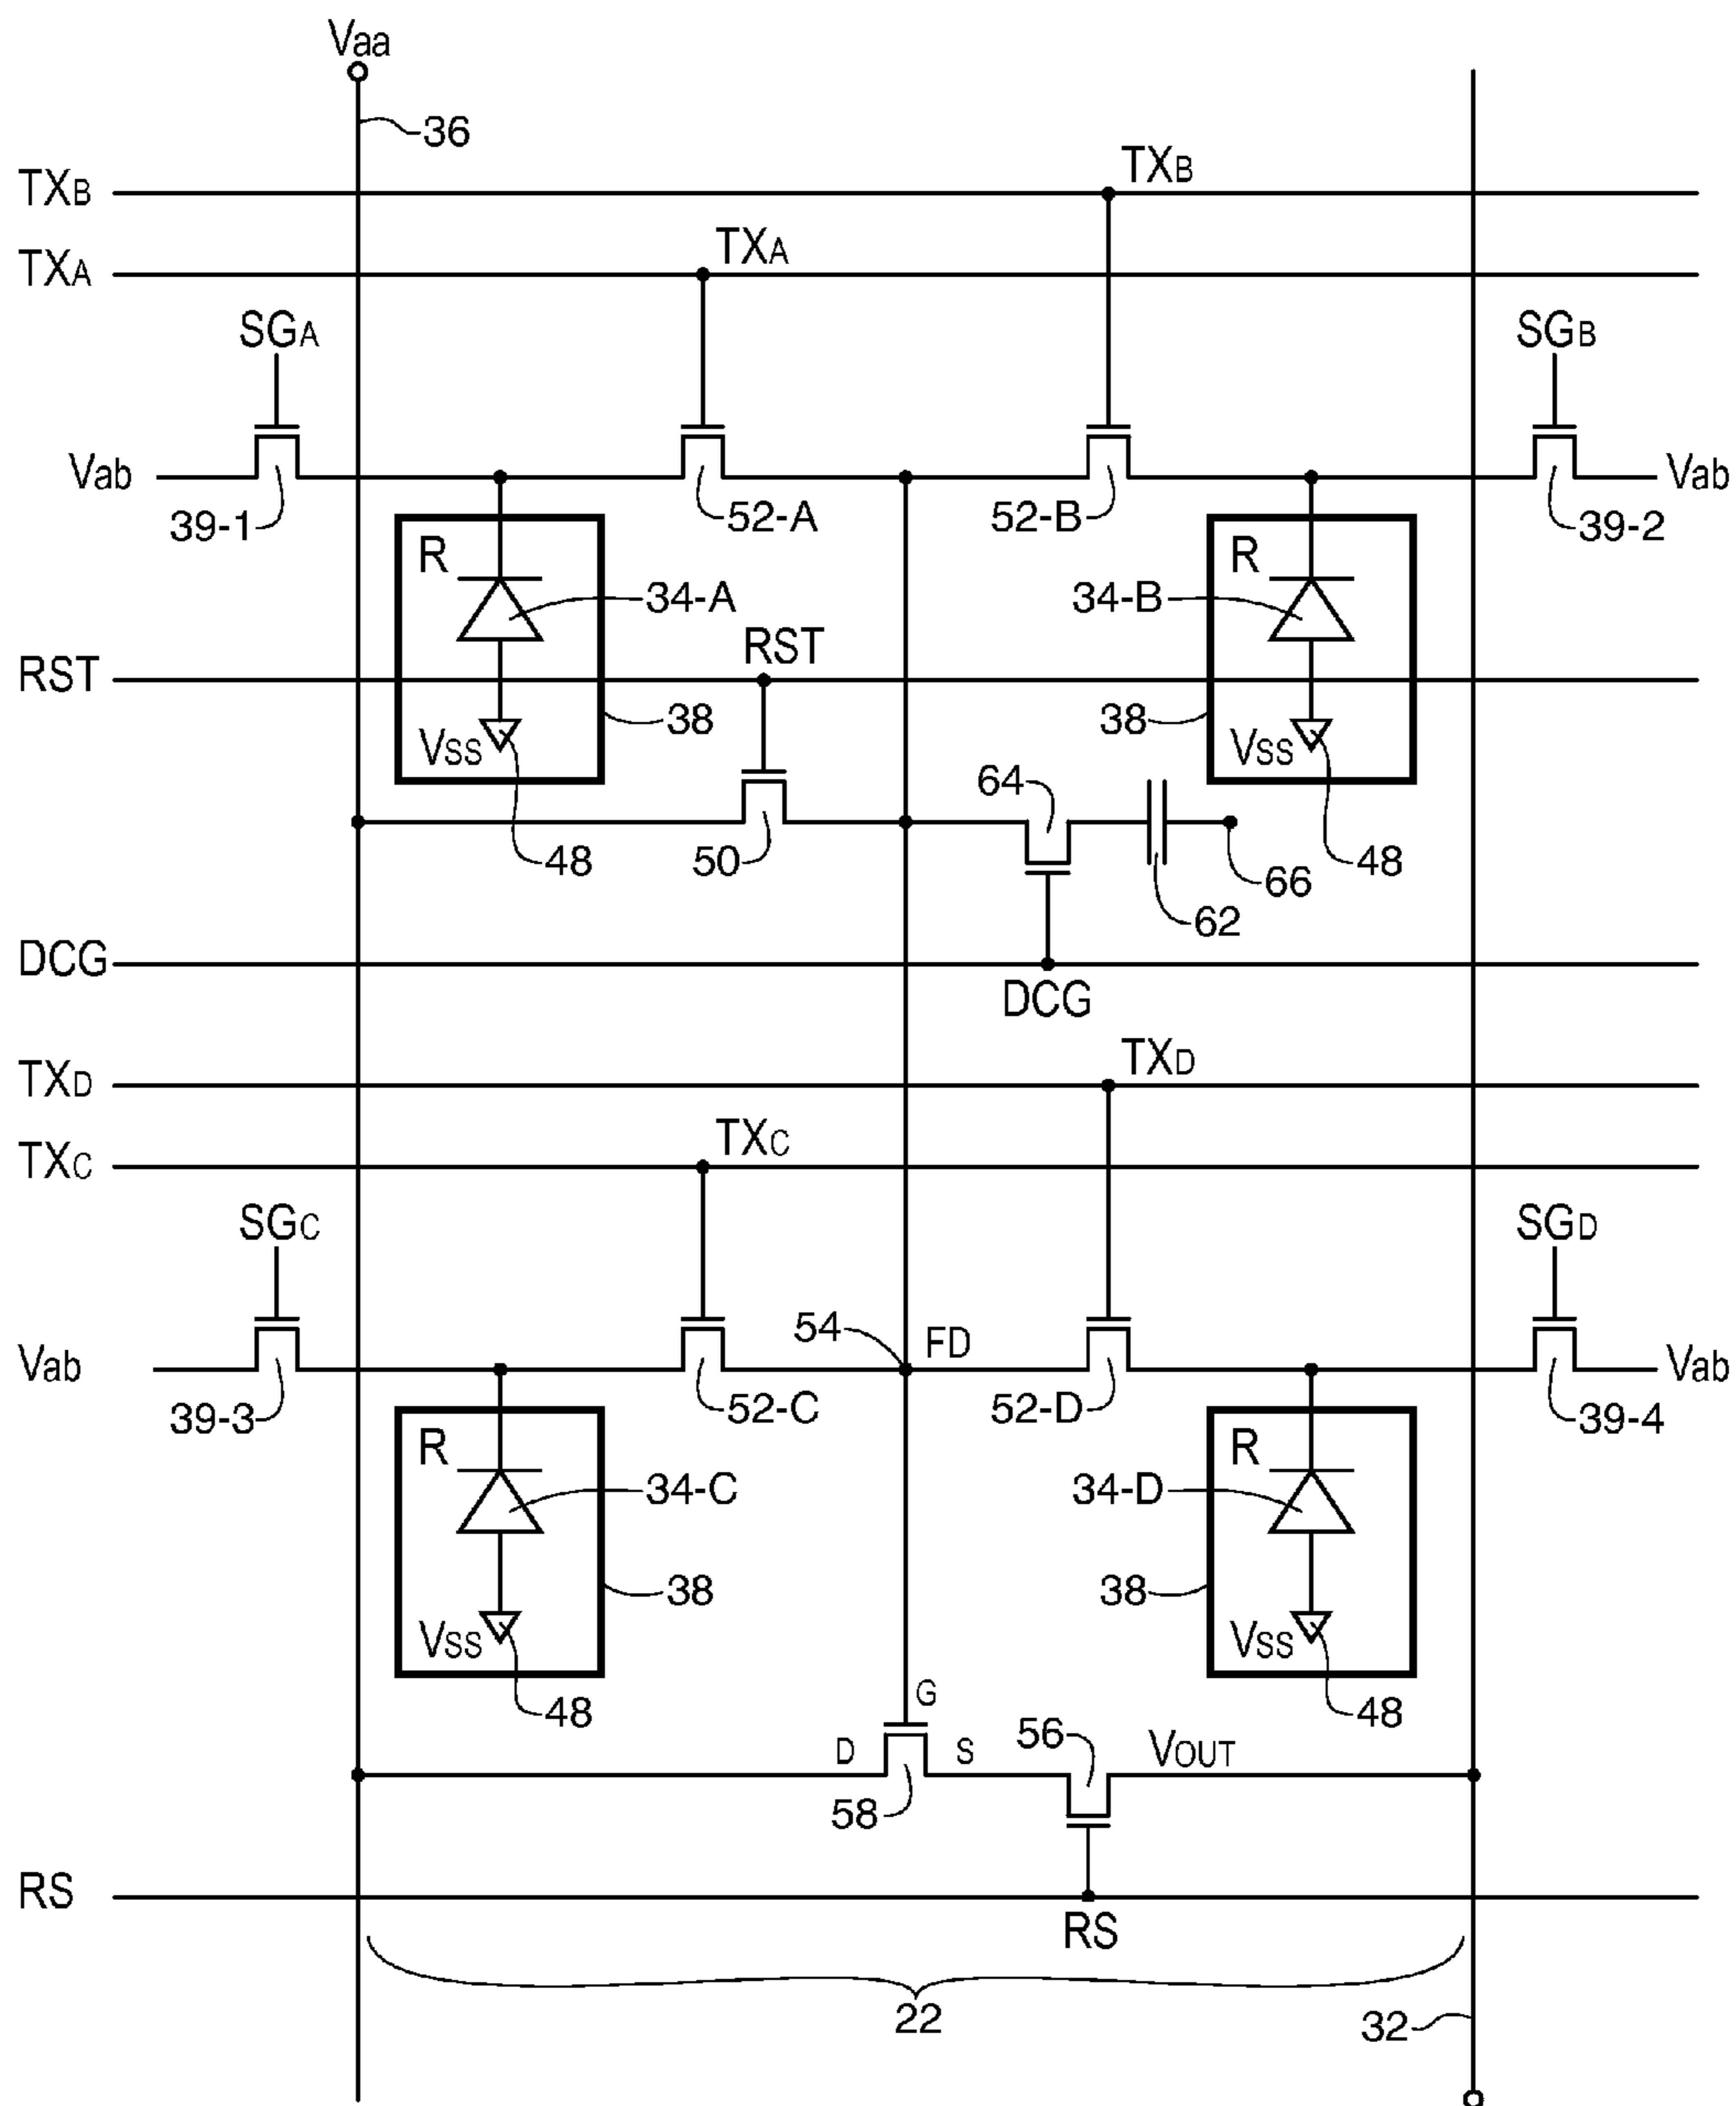 Vaa
36
TXB
TXB
TXA
TXA
SGA
SGB
Vab
Vab
39-1
52-A
52-B
39-2
R
34-A
34-B
R
RST
RST
38
38
VSS
VSS
64
48
50
66
48
62
DCG
DCG
TXD
TXD
TXC
TXC
SGC
SGD
54
FD
Vab
Vab
39-3
52-C
52-D
39-4
R
34-C
34-D
R
38
38
VSS
VSS
G
48
48
56
D
S
VOUT
58
RS
RS
22
32